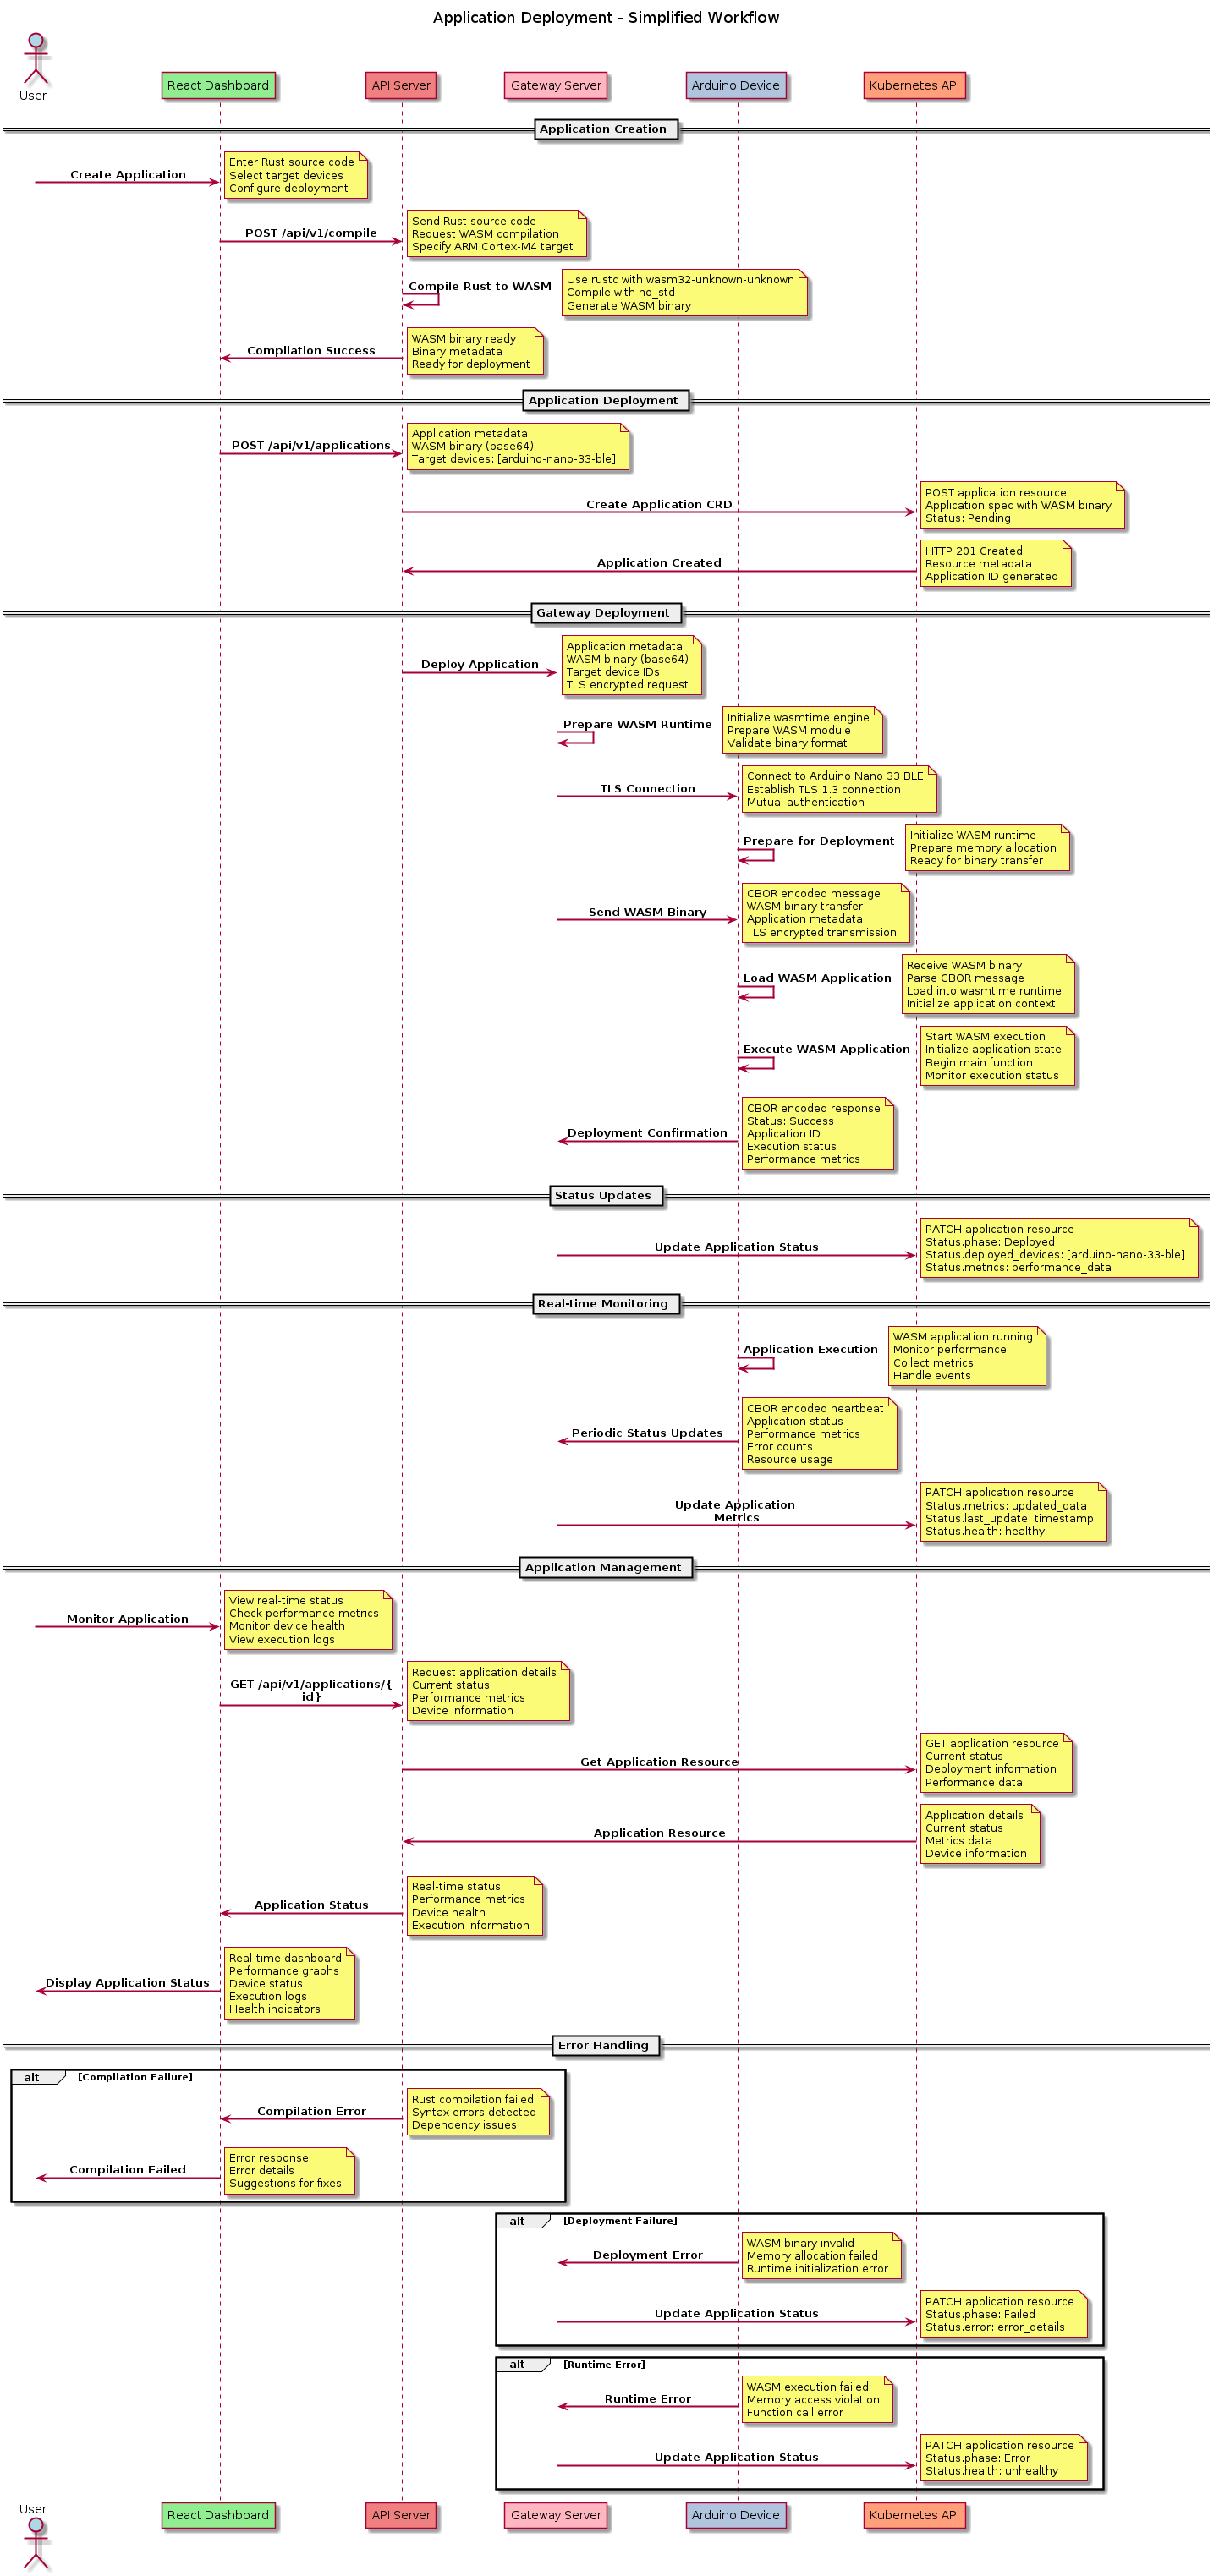 Application Deployment - Simplified Workflow
User
React Dashboard
API Server
Gateway Server
Arduino Device
Kubernetes API
Application Creation
Create Application
Enter Rust source code
Select target devices
Configure deployment
POST /api/v1/compile
Send Rust source code
Request WASM compilation
Specify ARM Cortex-M4 target
Compile Rust to WASM
Use rustc with wasm32-unknown-unknown
Compile with no_std
Generate WASM binary
Compilation Success
WASM binary ready
Binary metadata
Ready for deployment
Application Deployment
POST /api/v1/applications
Application metadata
WASM binary (base64)
Target devices: [arduino-nano-33-ble]
Create Application CRD
POST application resource
Application spec with WASM binary
Status: Pending
Application Created
HTTP 201 Created
Resource metadata
Application ID generated
Gateway Deployment
Deploy Application
Application metadata
WASM binary (base64)
Target device IDs
TLS encrypted request
Prepare WASM Runtime
Initialize wasmtime engine
Prepare WASM module
Validate binary format
TLS Connection
Connect to Arduino Nano 33 BLE
Establish TLS 1.3 connection
Mutual authentication
Prepare for Deployment
Initialize WASM runtime
Prepare memory allocation
Ready for binary transfer
Send WASM Binary
CBOR encoded message
WASM binary transfer
Application metadata
TLS encrypted transmission
Load WASM Application
Receive WASM binary
Parse CBOR message
Load into wasmtime runtime
Initialize application context
Execute WASM Application
Start WASM execution
Initialize application state
Begin main function
Monitor execution status
Deployment Confirmation
CBOR encoded response
Status: Success
Application ID
Execution status
Performance metrics
Status Updates
Update Application Status
PATCH application resource
Status.phase: Deployed
Status.deployed_devices: [arduino-nano-33-ble]
Status.metrics: performance_data
Real-time Monitoring
Application Execution
WASM application running
Monitor performance
Collect metrics
Handle events
Periodic Status Updates
CBOR encoded heartbeat
Application status
Performance metrics
Error counts
Resource usage
Update Application
Metrics
PATCH application resource
Status.metrics: updated_data
Status.last_update: timestamp
Status.health: healthy
Application Management
Monitor Application
View real-time status
Check performance metrics
Monitor device health
View execution logs
GET /api/v1/applications/{
id}
Request application details
Current status
Performance metrics
Device information
Get Application Resource
GET application resource
Current status
Deployment information
Performance data
Application Resource
Application details
Current status
Metrics data
Device information
Application Status
Real-time status
Performance metrics
Device health
Execution information
Display Application Status
Real-time dashboard
Performance graphs
Device status
Execution logs
Health indicators
Error Handling
alt [Compilation Failure]
Compilation Error
Rust compilation failed
Syntax errors detected
Dependency issues
Compilation Failed
Error response
Error details
Suggestions for fixes
alt [Deployment Failure]
Deployment Error
WASM binary invalid
Memory allocation failed
Runtime initialization error
Update Application Status
PATCH application resource
Status.phase: Failed
Status.error: error_details
alt [Runtime Error]
Runtime Error
WASM execution failed
Memory access violation
Function call error
Update Application Status
PATCH application resource
Status.phase: Error
Status.health: unhealthy
User
React Dashboard
API Server
Gateway Server
Arduino Device
Kubernetes API